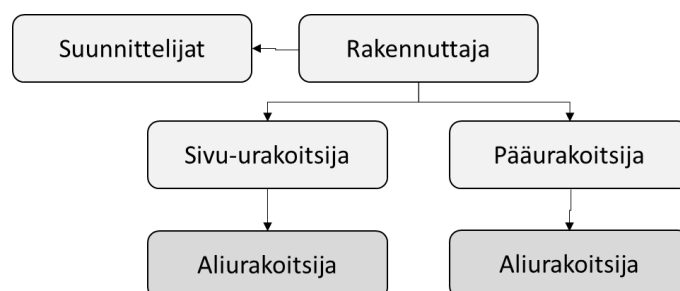 Suunnittelijat
Rakennuttaja
Sivu-urakoitsija
Pääurakoitsija
Aliurakoitsija
Aliurakoitsija